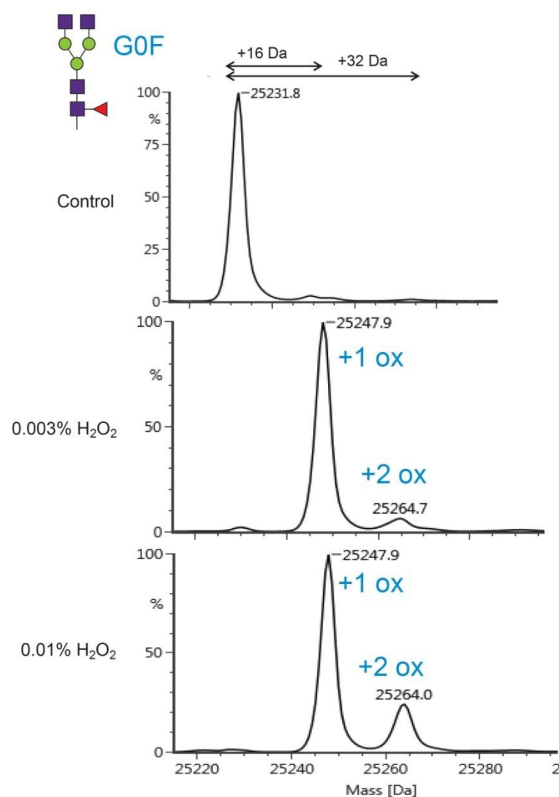 G0F
+16 Da
+32 Da
Control
100
%
75
50
25
0
25231.8
0.003% H₂O₂
100
%
50
0
25247.9
+1 ox
+2 ox
25264.7
0.01% H₂O₂
100
%
50
0
25247.9
+1 ox
+2 ox
25264.0
25220 25240 25260 25280 2
Mass [Da]